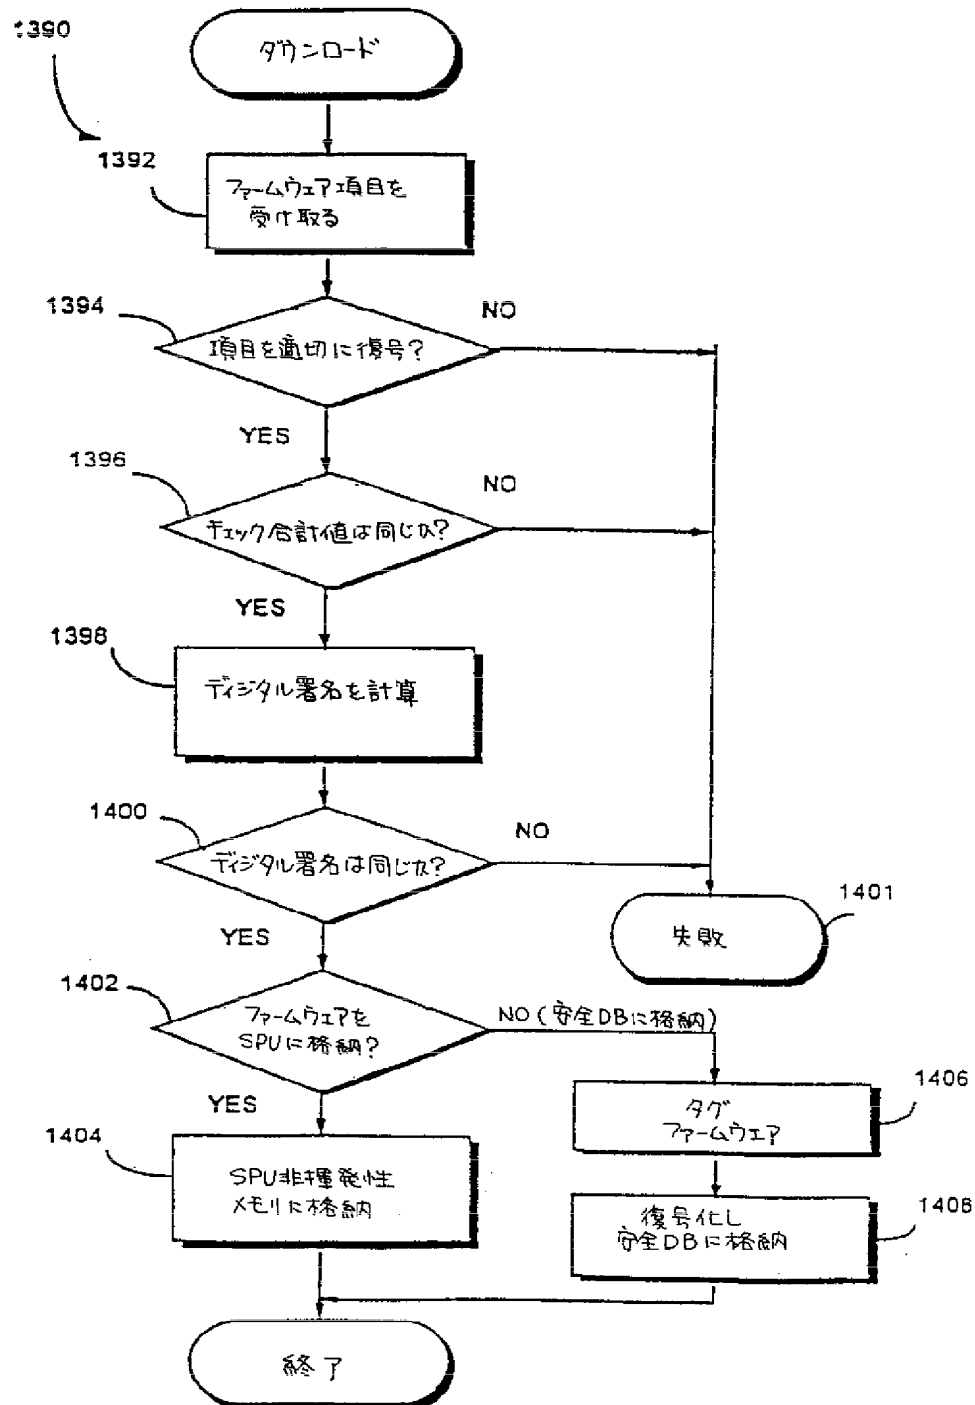 1390
ダウンロード
1392
ファームウェア項目を
受け取る
1394
項目を適切に復号?
NO
YES
1396
チェック合計値は同じか?
NO
YES
1398
ディジタル署名を計算
1400
ディジタル署名は同じか?
NO
YES
1401
失敗
1402
ファームウェアを
SPUに格納?
NO (安全DBに格納)
YES
1406
タグ
ファームウェア
1404
SPU非揮発性
メモリに格納
1408
復号化し
安全DBに格納
終了